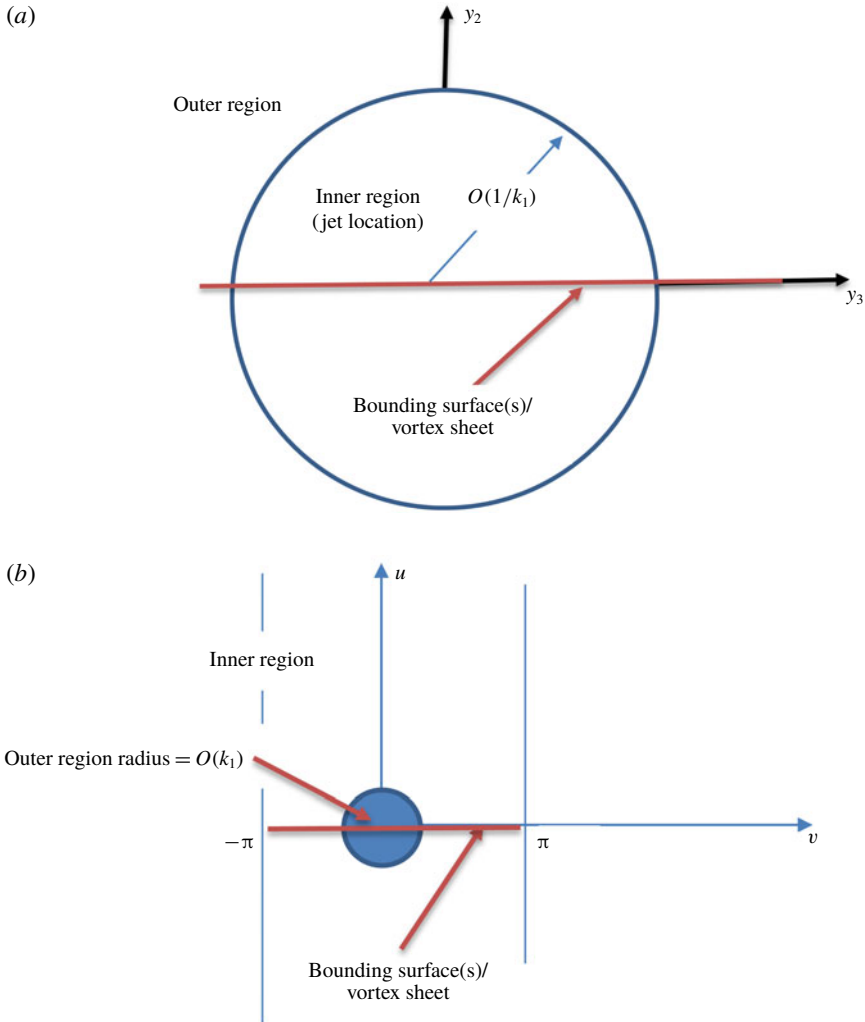 (a)
y2
Outer region
Inner region
(jet location)
O(1/k1)
y3
Bounding surface(s)/
vortex sheet
(b)
u
Inner region
Outer region radius = O(k1)
−π
π
v
Bounding surface(s)/
vortex sheet